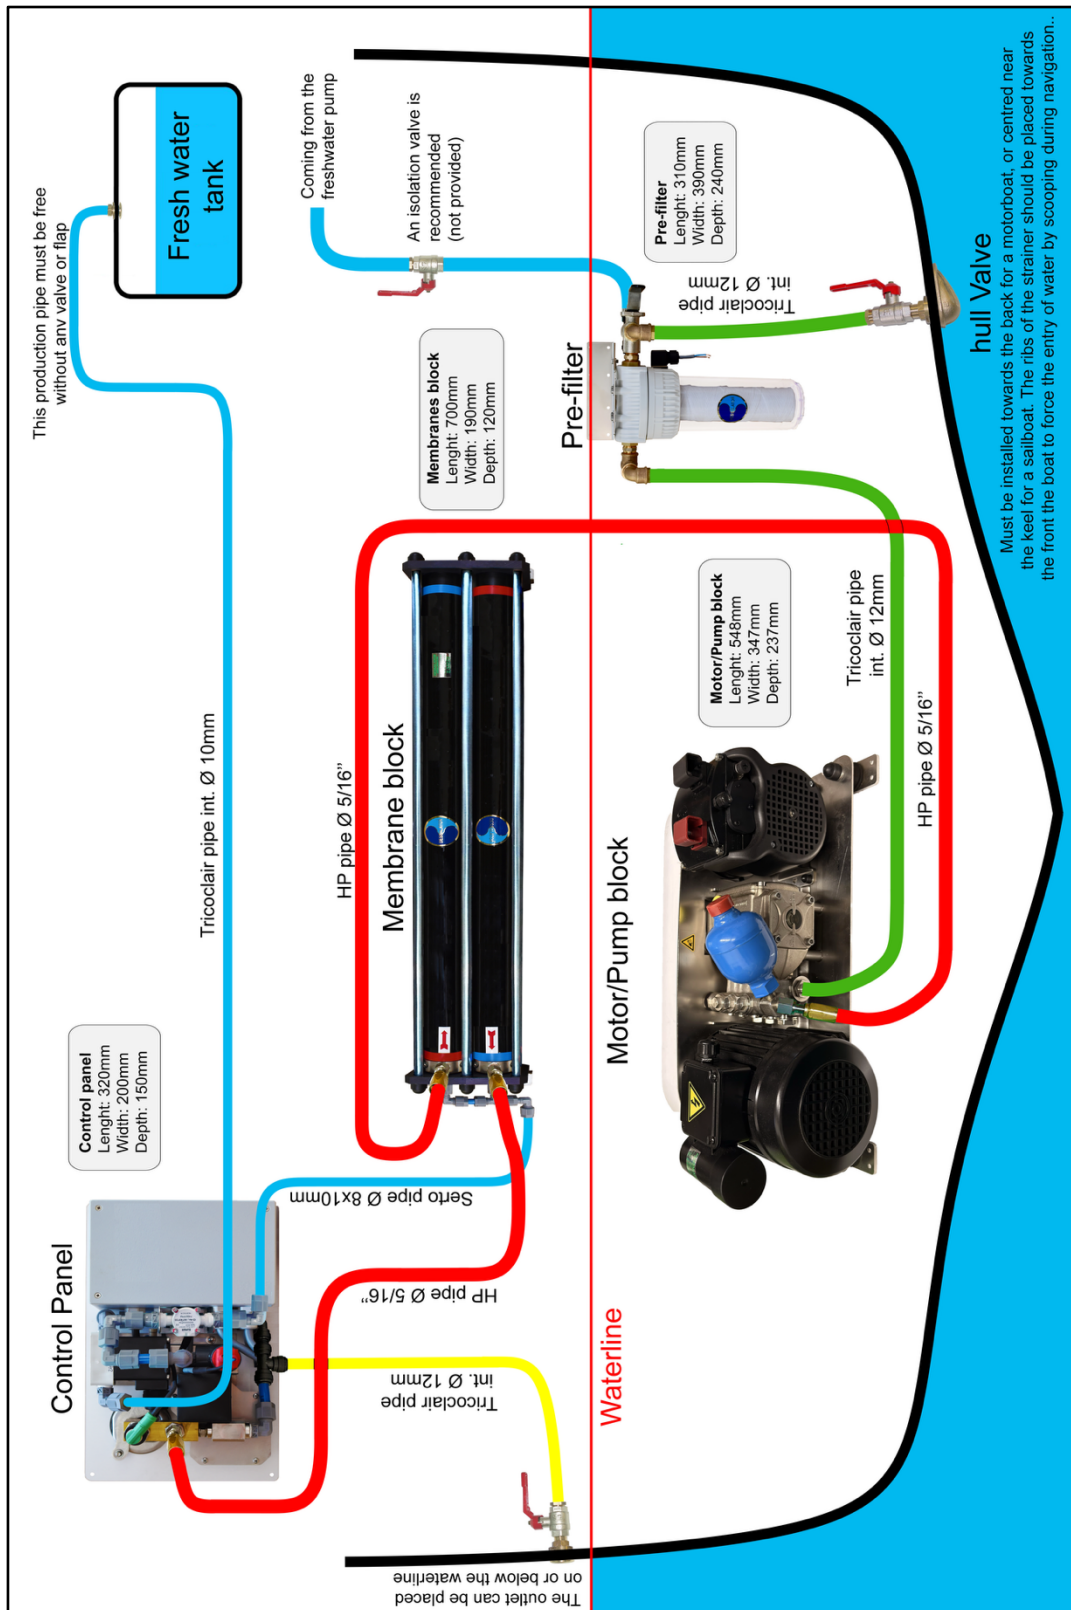 Control Panel
Control panel
Lenght: 320mm
Width: 200mm
Depth: 150mm
This production pipe must be free
without any valve or flap
Fresh water
tank
Tricoclair pipe int. Ø 10mm
Coming from the
freshwater pump
An isolation valve is
recommended
(not provided)
HP pipe Ø 5/16”
Serto pipe Ø 8x10mm
HP pipe Ø 5/16”
Tricoclair pipe
int. Ø 12mm
Membrane block
Membranes block
Lenght: 700mm
Width: 190mm
Depth: 120mm
The outlet can be placed
on or below the waterline
Waterline
Pre-filter
Pre-filter
Lenght: 310mm
Width: 390mm
Depth: 240mm
Tricoclair pipe
int. Ø 12mm
Motor/Pump block
Motor/Pump block
Lenght: 548mm
Width: 347mm
Depth: 237mm
Tricoclair pipe
int. Ø 12mm
HP pipe Ø 5/16”
hull Valve
Must be installed towards the back for a motorboat, or centred near
the keel for a sailboat. The ribs of the strainer should be placed towards
the front the boat to force the entry of water by scooping during navigation..